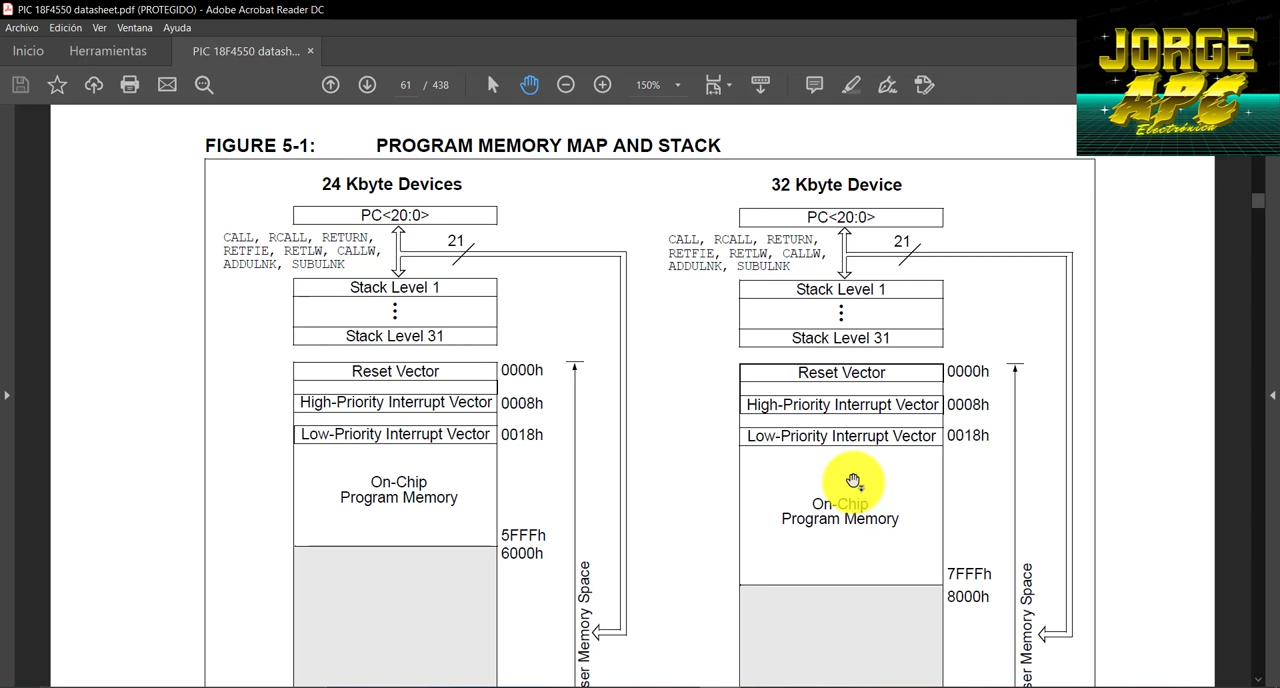 PIC 18F4550 datasheet.pdf (PROTEGIDO) - Adobe Acrobat Reader DC
Archivo Edición Ver Ventana Ayuda
Inicio Herramientas PIC 18F4550 datash... ×
61 / 438 150%
JORGE
APC
Electrónica
FIGURE 5-1: PROGRAM MEMORY MAP AND STACK
24 Kbyte Devices
PC<20:0>
CALL, RCALL, RETURN,
RETFIE, RETLW, CALLW,
ADDULNK, SUBULNK
21
Stack Level 1
Stack Level 31
Reset Vector 0000h
High-Priority Interrupt Vector 0008h
Low-Priority Interrupt Vector 0018h
On-Chip
Program Memory
5FFFh
6000h
ser Memory Space
32 Kbyte Device
PC<20:0>
CALL, RCALL, RETURN,
RETFIE, RETLW, CALLW,
ADDULNK, SUBULNK
21
Stack Level 1
Stack Level 31
Reset Vector 0000h
High-Priority Interrupt Vector 0008h
Low-Priority Interrupt Vector 0018h
On-Chip
Program Memory
7FFFh
8000h
ser Memory Space